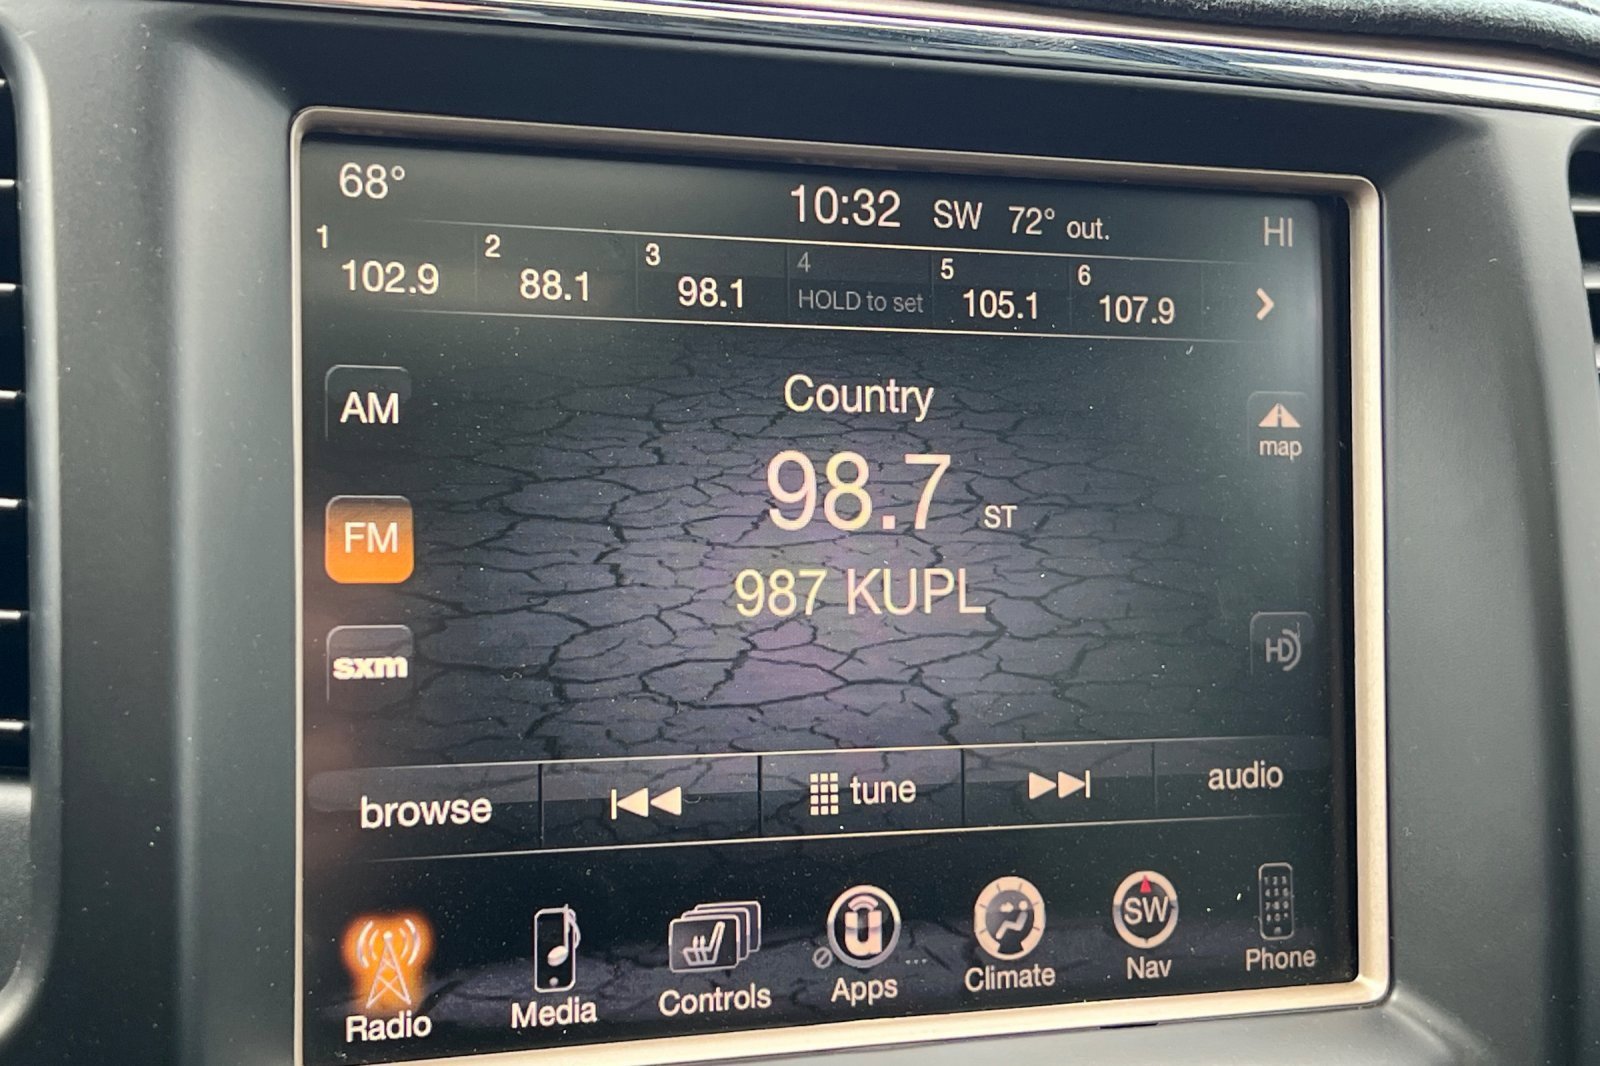 68°
10:32 SW 72° out.
HI
1 102.9
2 88.1
3 98.1
4 HOLD to set
5 105.1
6 107.9
AM
Country
map
98.7 ST
FM
987 KUPL
sxm
HD
browse
tune
audio
Radio
Media
Controls
u
Apps
Climate
SW
Nav
Phone